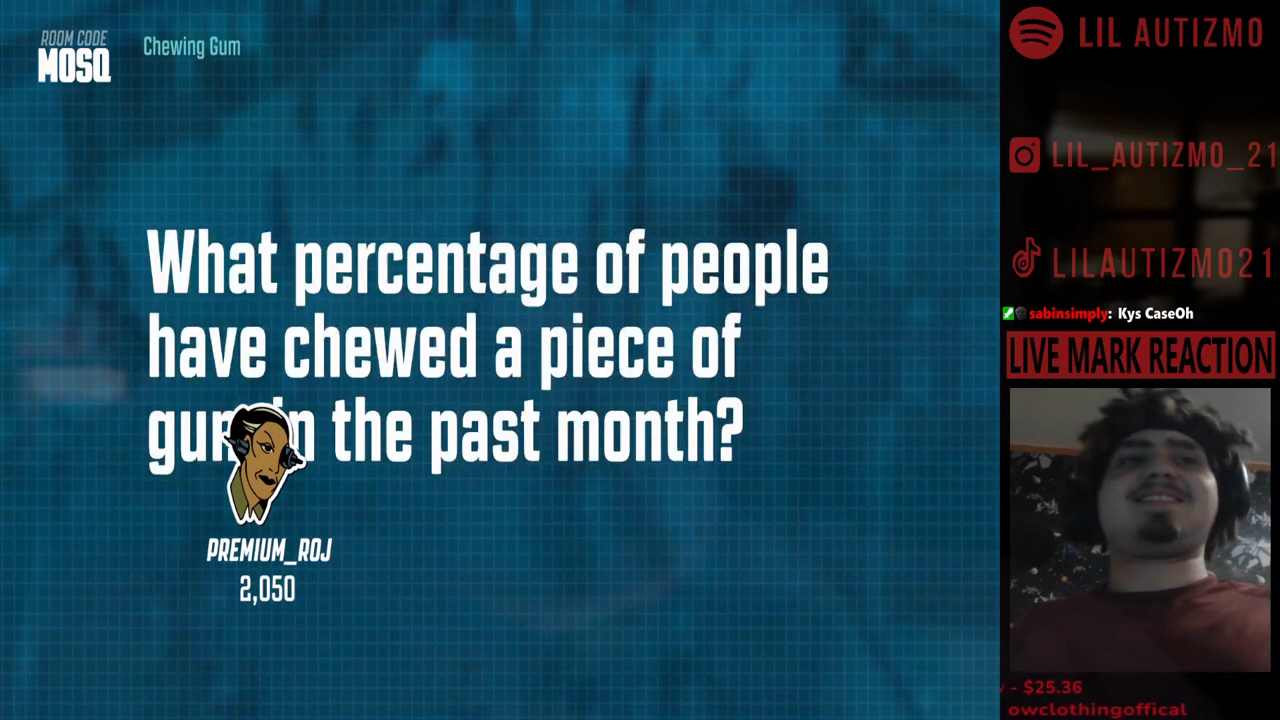 ROOM CODE
MOSQ
Chewing Gum
What percentage of people
have chewed a piece of
in the past month?
PREMIUM_ROJ
2,050
LIL AUTIZMO
LIL_AUTIZMO_21
LILAUTIZMO21
sabinsimply: Kys CaseOh
LIVE MARK REACTION
- $25.36
owclothingoffical